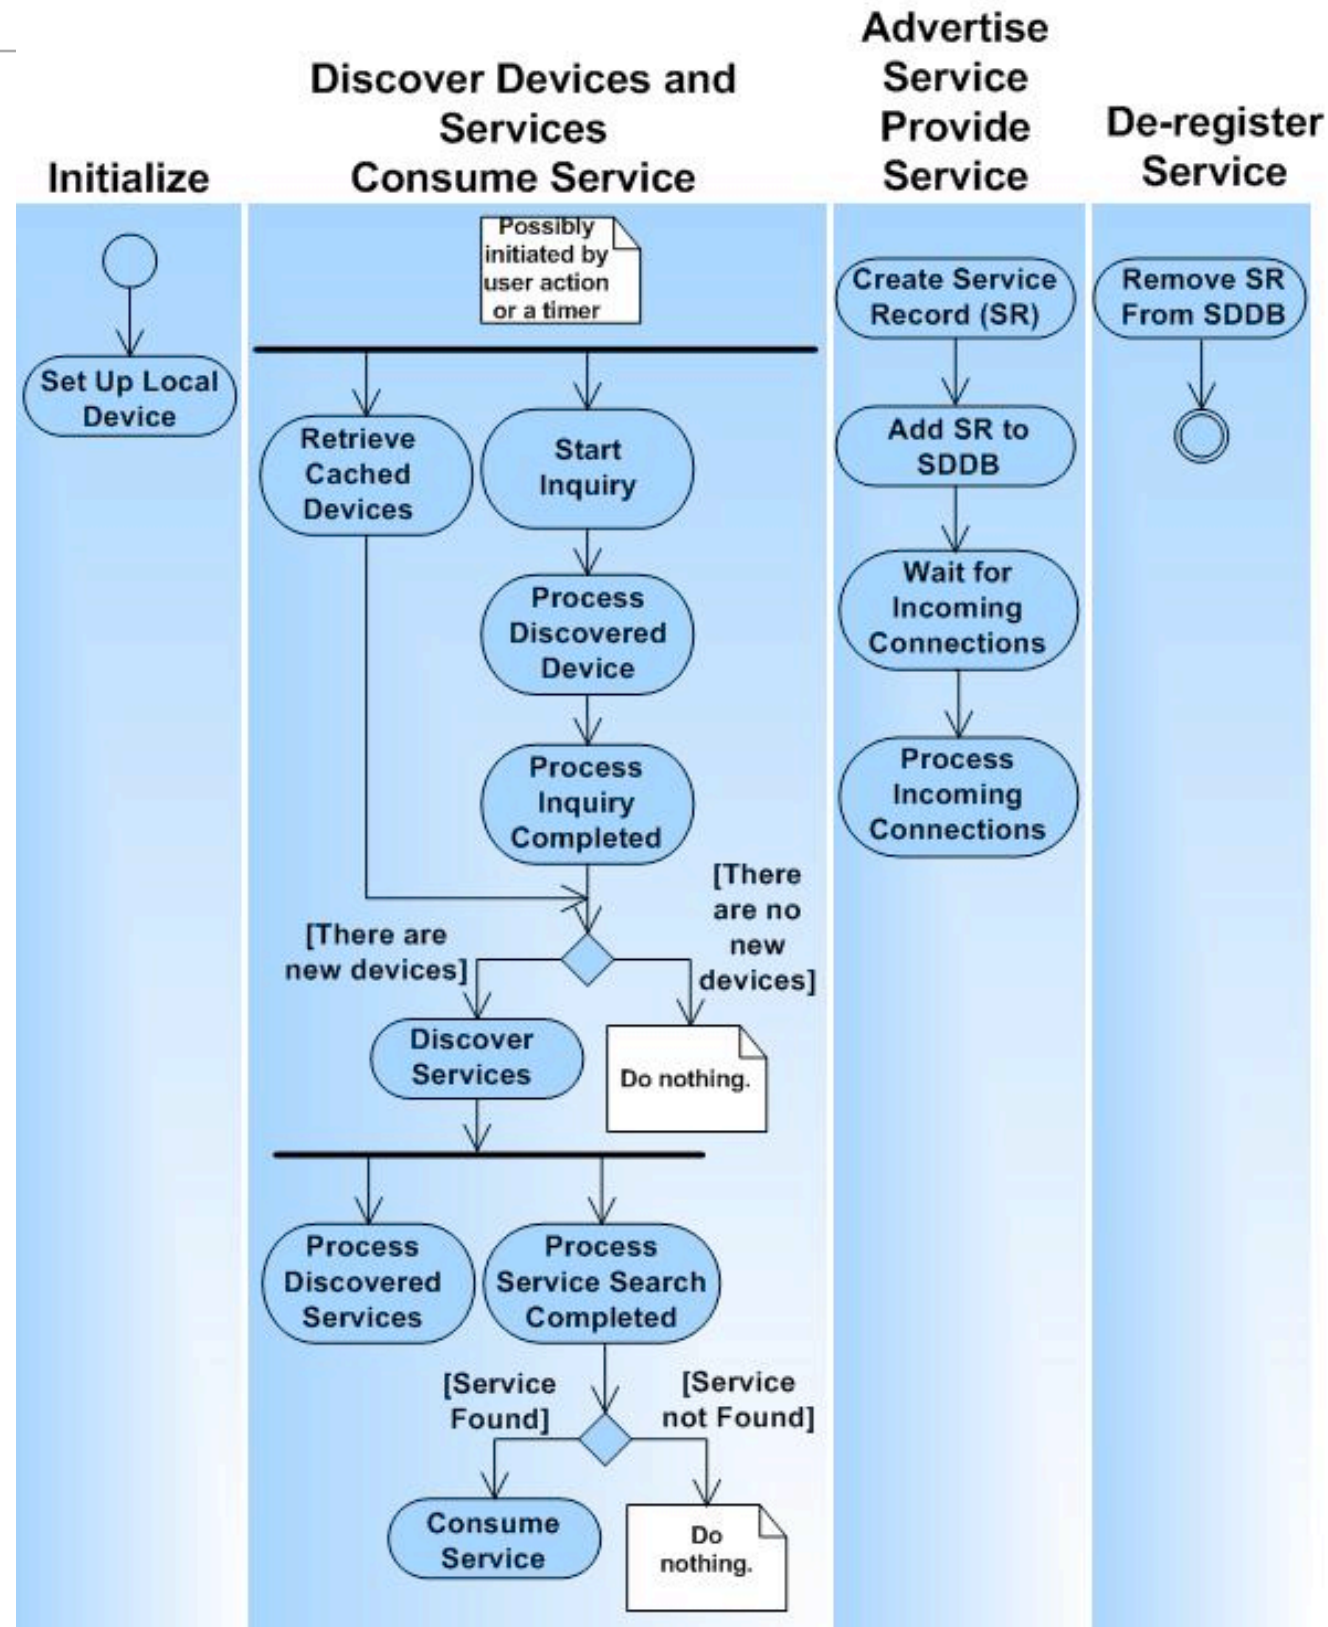 Initialize
Discover Devices and
Services
Consume Service
Advertise
Service
Provide
Service
De-register
Service
Set Up Local
Device
Possibly
initiated by
user action
or a timer
Retrieve
Cached
Devices
Start
Inquiry
Process
Discovered
Device
Process
Inquiry
Completed
[There are
new devices]
[There
are no
new
devices]
Discover
Services
Do nothing.
Process
Discovered
Services
Process
Service Search
Completed
[Service
Found]
[Service
not Found]
Consume
Service
Do
nothing.
Create Service
Record (SR)
Add SR to
SDDB
Wait for
Incoming
Connections
Process
Incoming
Connections
Remove SR
From SDDB